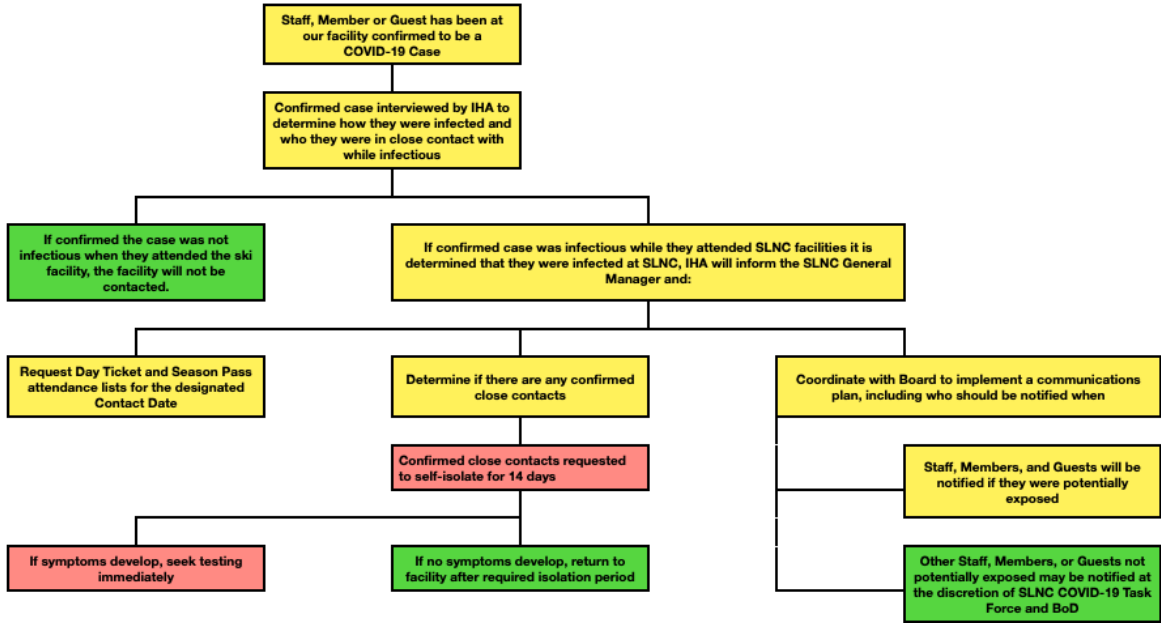 Staff, Member or Guest has been at
our facility confirmed to be a
COVID-19 Case
Confirmed case interviewed by IHA to
determine how they were infected and
who they were in close contact with
while infectious
If confirmed the case was not
infectious when they attended the ski
facility, the facility will not be
contacted.
If confirmed case was infectious while they attended SLNC facilities it is
determined that they were infected at SLNC, IHA will inform the SLNC General
Manager and:
Request Day Ticket and Season Pass
attendance lists for the designated
Contact Date
Determine if there are any confirmed
close contacts
Coordinate with Board to implement a communications
plan, including who should be notified when
Confirmed close contacts requested
to self-isolate for 14 days
Staff, Members, and Guests will be
notified if they were potentially
exposed
If symptoms develop, seek testing
immediately
If no symptoms develop, return to
facility after required isolation period
Other Staff, Members, or Guests not
potentially exposed may be notified at
the discretion of SLNC COVID-19 Task
Force and BoD